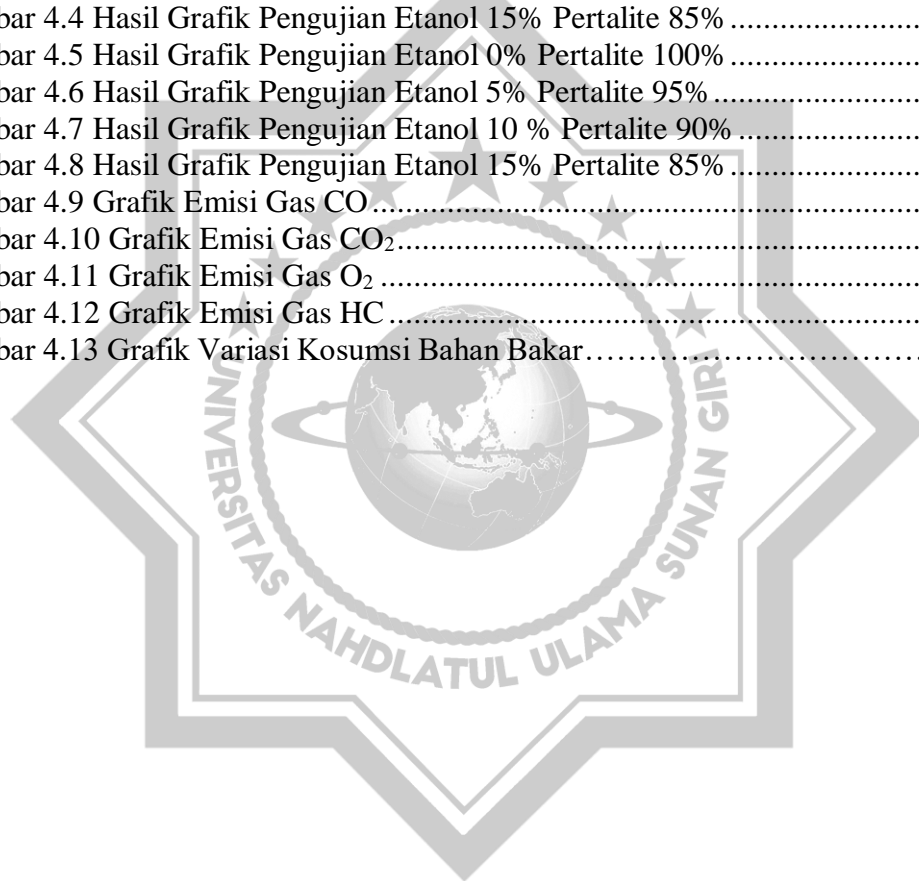 bar 4.4 Hasil Grafik Pengujian Etanol 15% Pertalite 85% ........................
bar 4.5 Hasil Grafik Pengujian Etanol 0% Pertalite 100% ........................
bar 4.6 Hasil Grafik Pengujian Etanol 5% Pertalite 95% ..........................
bar 4.7 Hasil Grafik Pengujian Etanol 10 % Pertalite 90% .......................
bar 4.8 Hasil Grafik Pengujian Etanol 15% Pertalite 85% ........................
bar 4.9 Grafik Emisi Gas CO ......................................................................
bar 4.10 Grafik Emisi Gas CO₂ ..................................................................
bar 4.11 Grafik Emisi Gas O₂ .....................................................................
bar 4.12 Grafik Emisi Gas HC ....................................................................
bar 4.13 Grafik Variasi Kosumsi Bahan Bakar……………………………
UNIVERSITAS NAHDLATUL ULAMA SUNAN GIRI